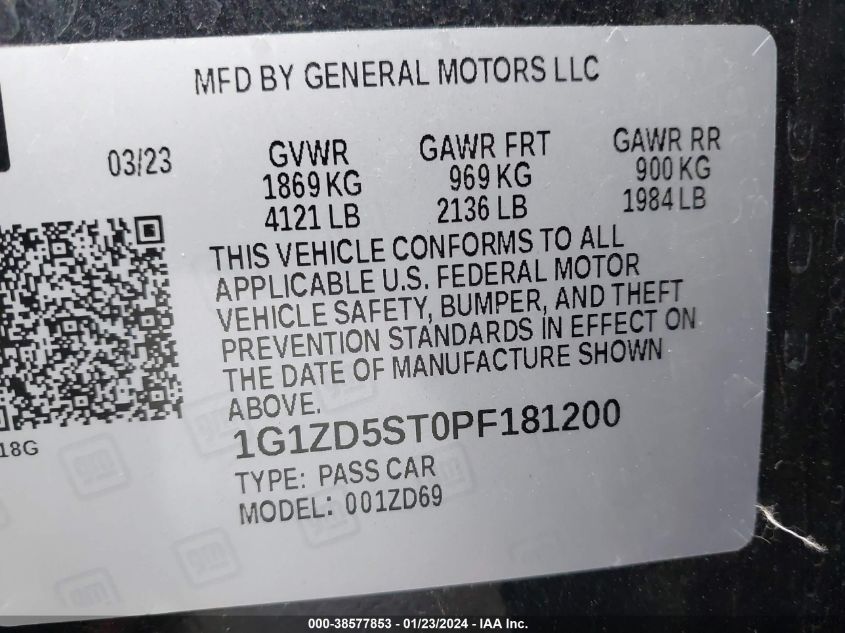 MFD BY GENERAL MOTORS LLC
03/23 GVWR GAWR FRT GAWR RR
1869 KG 969 KG 900 KG
4121 LB 2136 LB 1984 LB
THIS VEHICLE CONFORMS TO ALL
APPLICABLE U.S. FEDERAL MOTOR
VEHICLE SAFETY, BUMPER, AND THEFT
PREVENTION STANDARDS IN EFFECT ON
THE DATE OF MANUFACTURE SHOWN
ABOVE.
1G1ZD5ST0PF181200
18G
TYPE: PASS CAR
MODEL: 001ZD69
gm
000-38577853 - 01/23/2024 - IAA Inc.